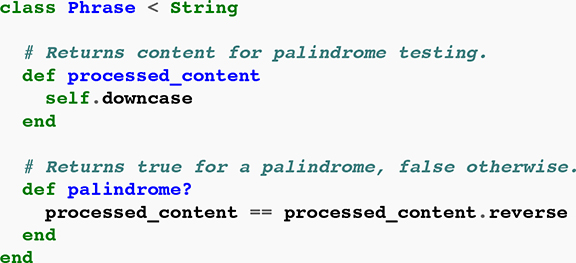 class Phrase < String
  # Returns content for palindrome testing.
  def processed_content
    self.downcase
  end
  # Returns true for a palindrome, false otherwise.
  def palindrome?
    processed_content == processed_content.reverse
  end
end